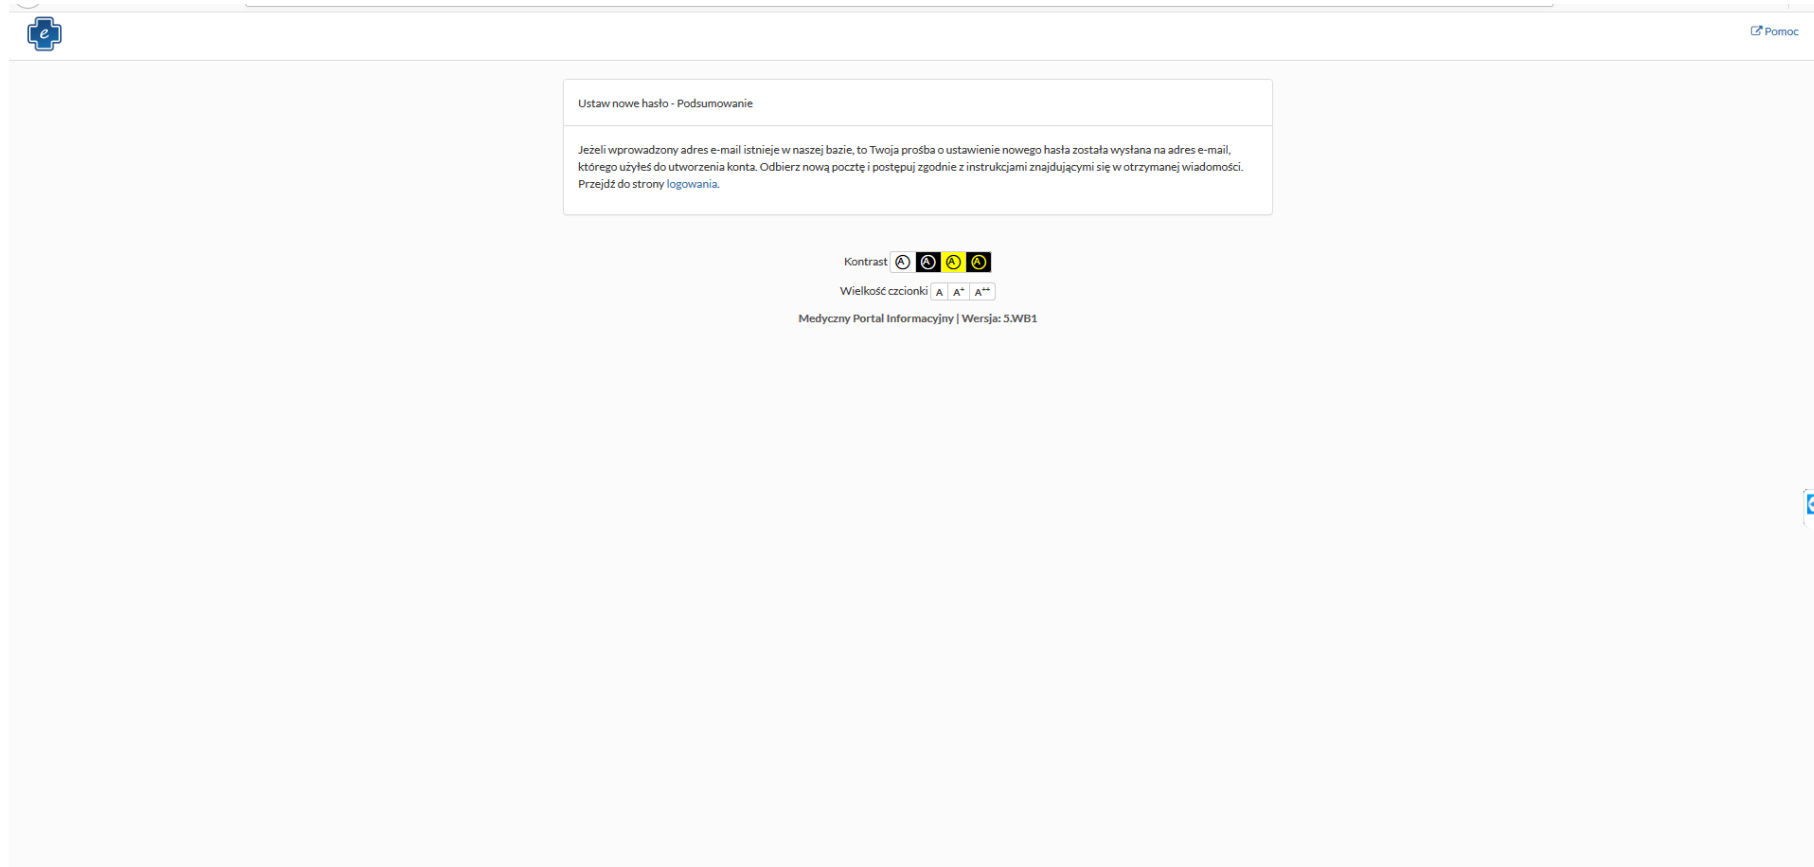 e
Pomoc
Ustaw nowe hasło - Podsumowanie
Jeżeli wprowadzony adres e-mail istnieje w naszej bazie, to Twoja prośba o ustawienie nowego hasła została wysłana na adres e-mail,
którego użyłeś do utworzenia konta. Odbierz nową pocztę i postępuj zgodnie z instrukcjami znajdującymi się w otrzymanej wiadomości.
Przejdź do strony logowania.
Kontrast A A A A
Wielkość czcionki A A+ A++
Medyczny Portal Informacyjny | Wersja: 5.WB1